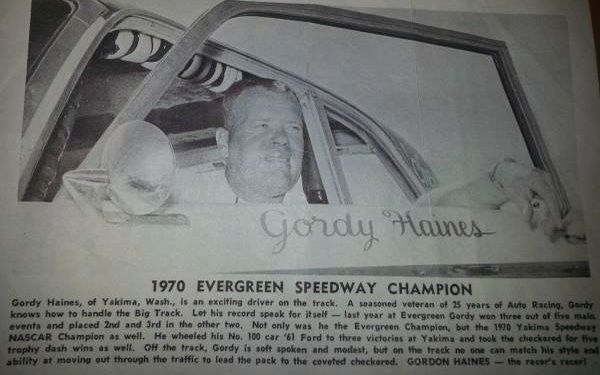 Gordy Haines
1970 EVERGREEN SPEEDWAY CHAMPION
Gordy Haines, of Yakima, Wash., is an exciting driver on the track. A seasoned veteran of 25 years of Auto Racing, Gordy
knows how to handle the Big Track. Let his record speak for itself — last year at Evergreen Gordy won three out of five main
events and placed 2nd and 3rd in the other two. Not only was he the Evergreen Champion, but the 1970 Yakima Speedway
NASCAR Champion as well. He wheeled his No. 100 car '61 Ford to three victories at Yakima and took the checkered for five
trophy dash wins as well. Off the track, Gordy is soft spoken and modest, but on the track no one can match his style and
ability at moving out through the traffic to lead the pack to the coveted checkered. GORDON HAINES — the racer's racer!